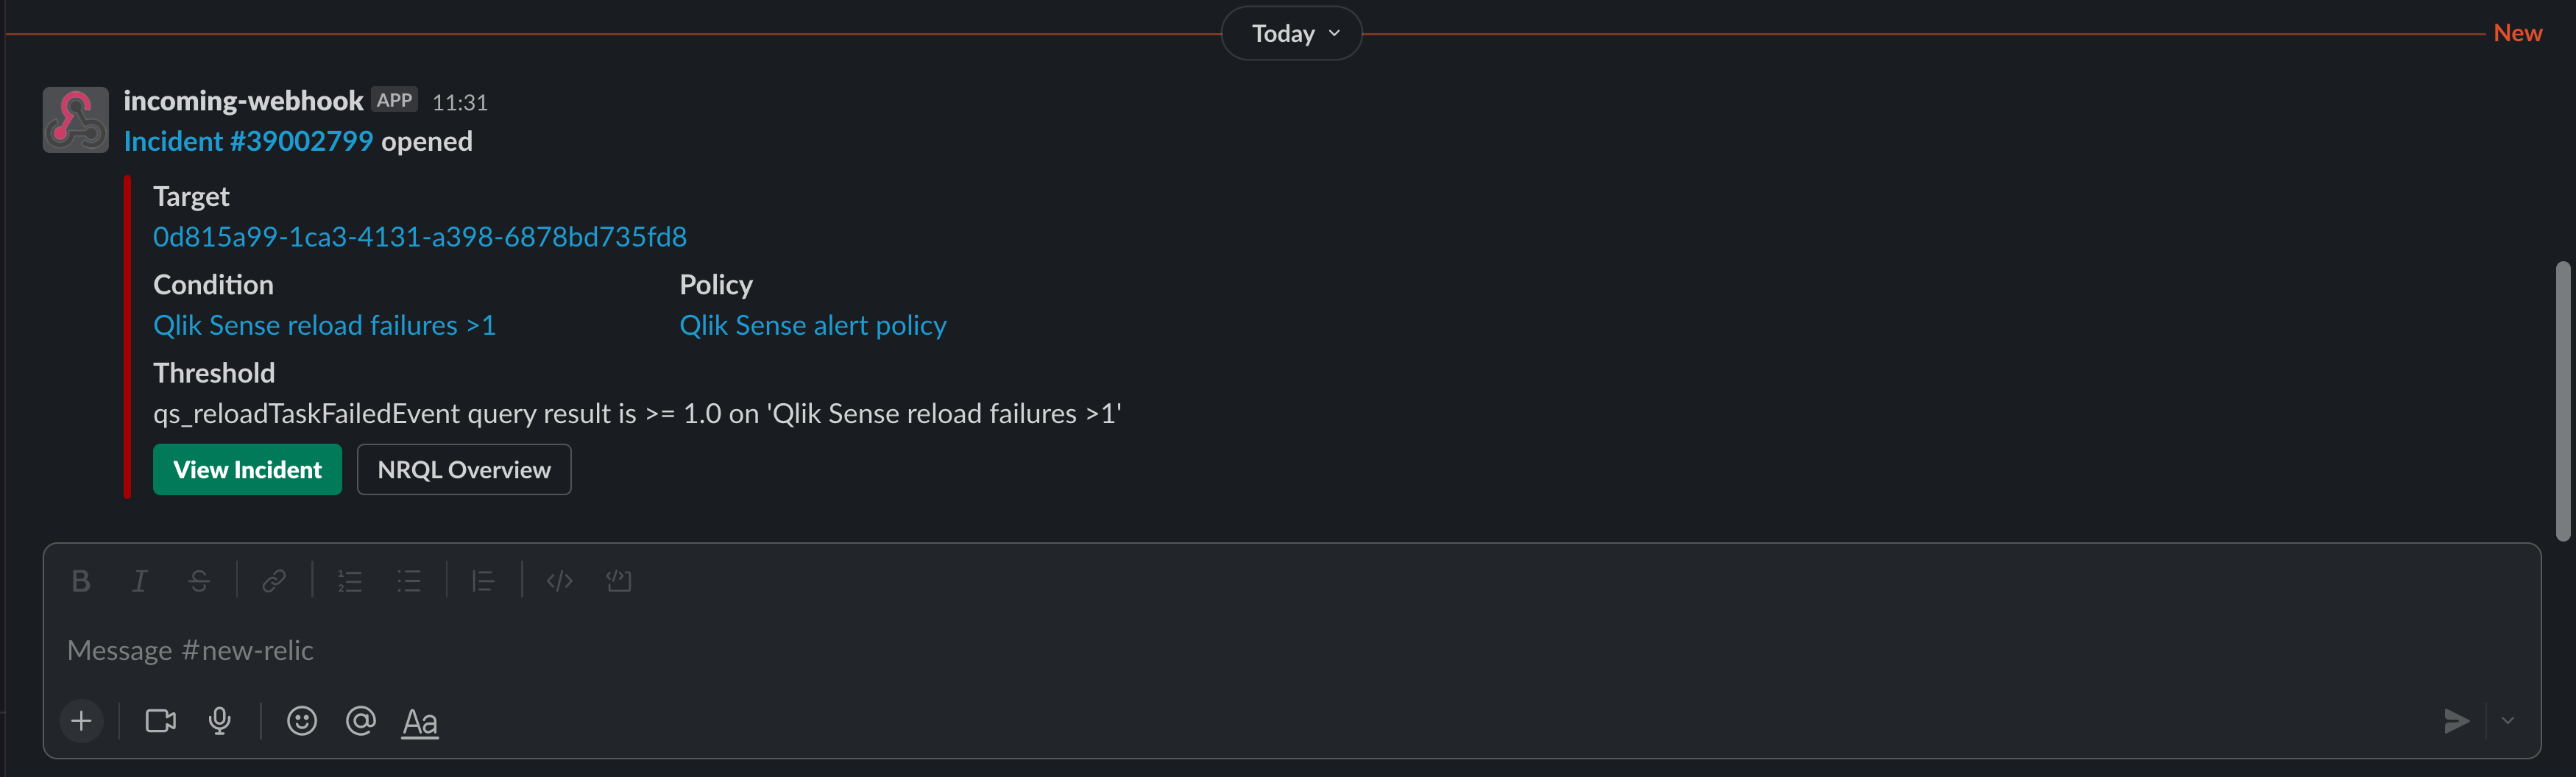 Today
New
incoming-webhook APP 11:31
Incident #39002799 opened
Target
0d815a99-1ca3-4131-a398-6878bd735fd8
Condition Policy
Qlik Sense reload failures >1 Qlik Sense alert policy
Threshold
qs_reloadTaskFailedEvent query result is >= 1.0 on 'Qlik Sense reload failures >1'
View Incident NRQL Overview
Message #new-relic
Aa